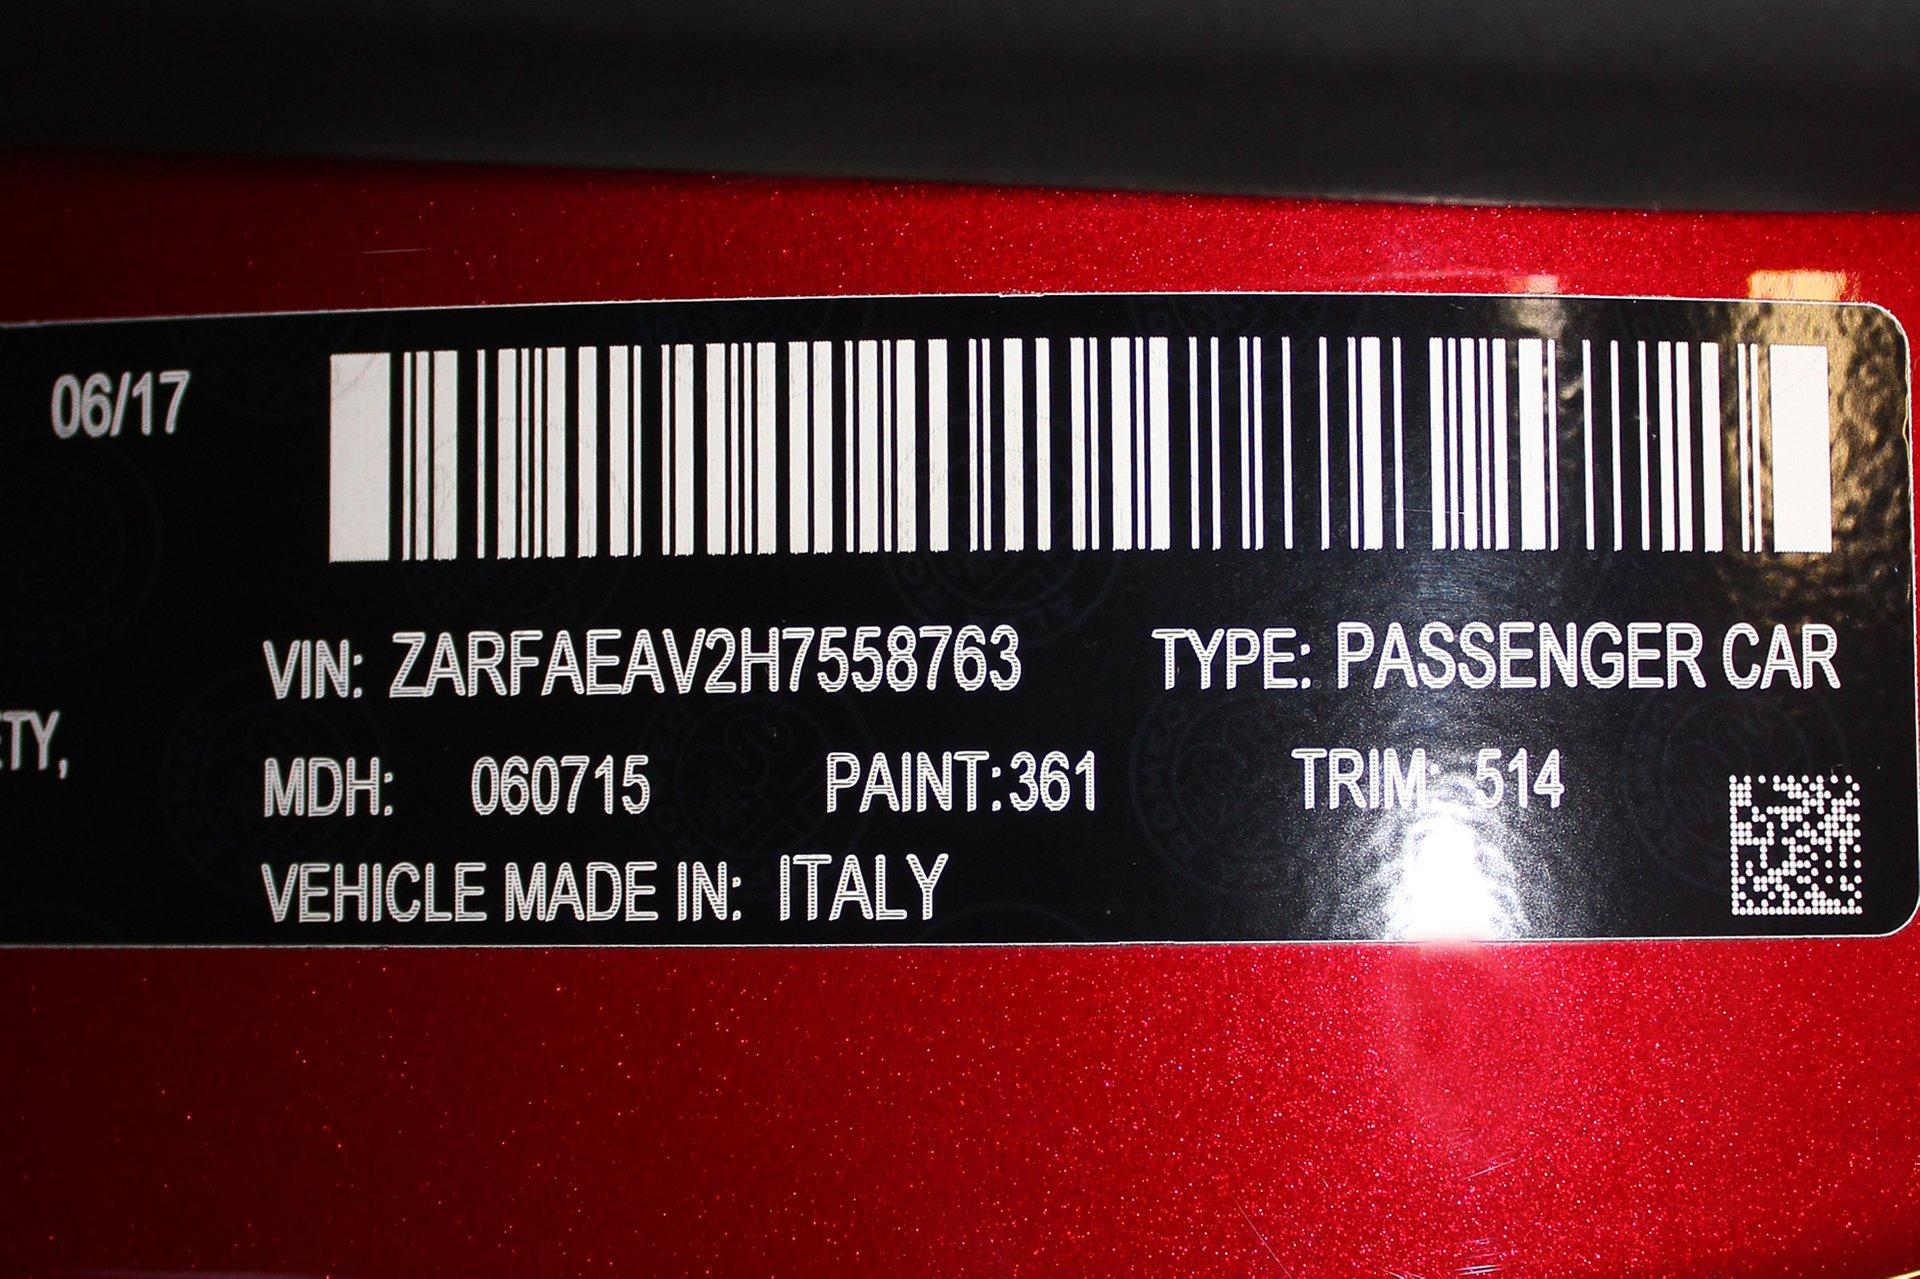 06/17
VIN: ZARFAEAV2H7558763 TYPE: PASSENGER CAR
ETY,
MDH: 060715 PAINT:361 TRIM: 514
VEHICLE MADE IN: ITALY